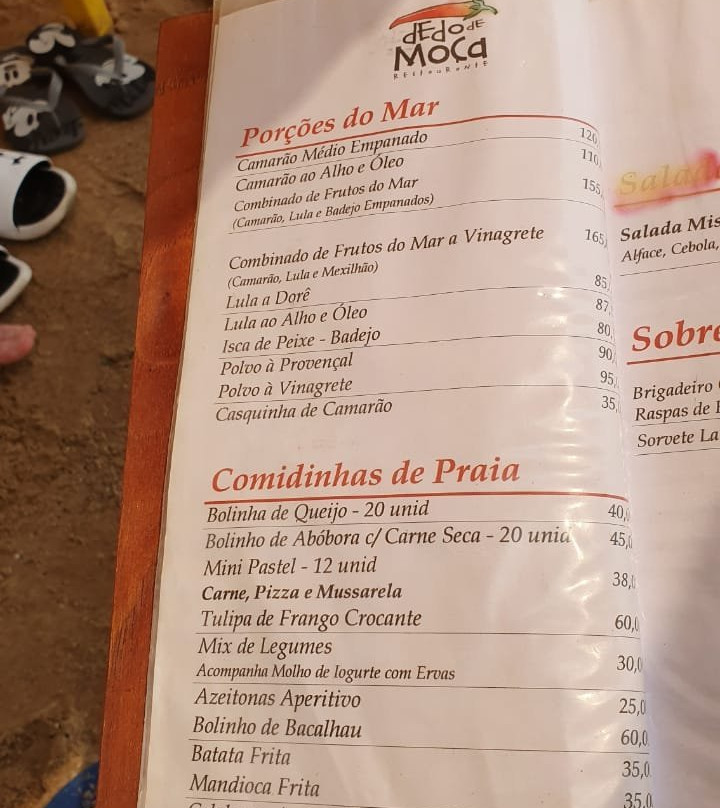 dEdo dE
Moça
RESTAURANTE
Porções do Mar
Camarão Médio Empanado 120,
Camarão ao Alho e Óleo 110,
Combinado de Frutos do Mar 155,
(Camarão, Lula e Badejo Empanados)
Combinado de Frutos do Mar a Vinagrete 165,
(Camarão, Lula e Mexilhão)
Lula a Dorê 85,
Lula ao Alho e Óleo 87,
Isca de Peixe - Badejo 80,
Polvo à Provençal 90,
Polvo à Vinagrete 95,
Casquinha de Camarão 35,
Comidinhas de Praia
Bolinha de Queijo - 20 unid 40,
Bolinho de Abóbora c/ Carne Seca - 20 unid 45,0
Mini Pastel - 12 unid 38,0
Carne, Pizza e Mussarela
Tulipa de Frango Crocante 60,0
Mix de Legumes 30,0
Acompanha Molho de Iogurte com Ervas
Azeitonas Aperitivo 25,0
Bolinho de Bacalhau 60,0
Batata Frita 35,0
Mandioca Frita 35,0
Salad
Salada Mis
Alface, Cebola,
Sobre
Brigadeiro
Raspas de
Sorvete La